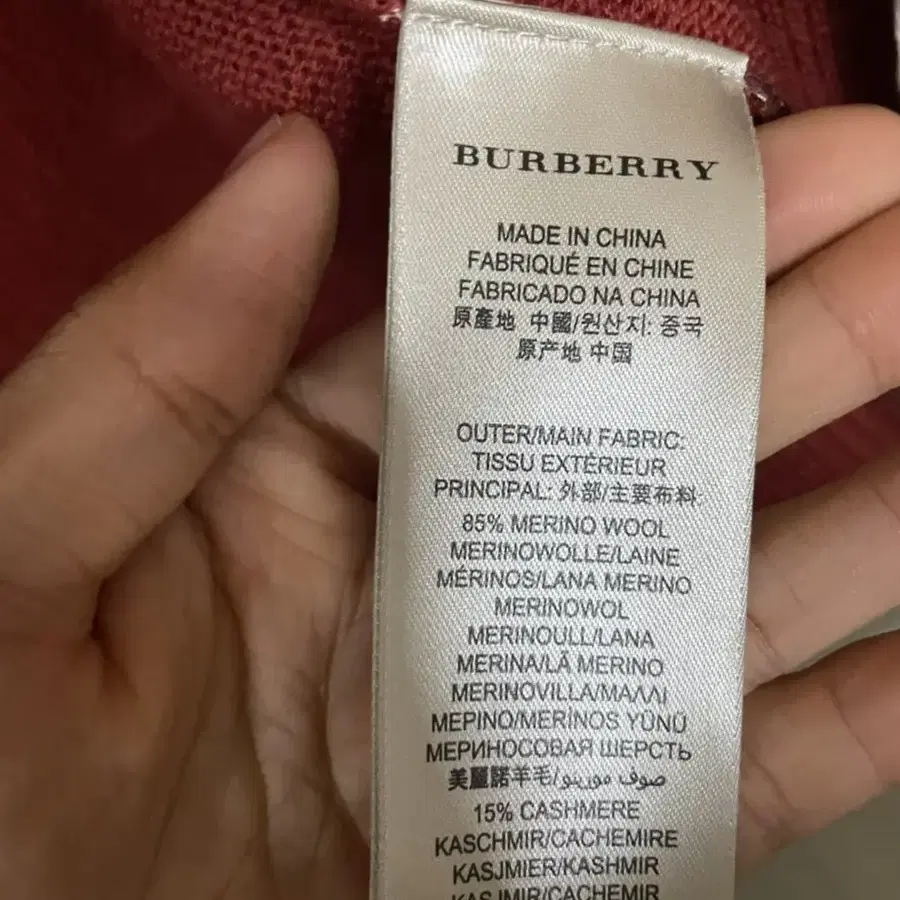 BURBERRY
MADE IN CHINA
FABRIQUÉ EN CHINE
FABRICADO NA CHINA
原產地 中國/원산지: 중국
原产地 中国
OUTER/MAIN FABRIC:
TISSU EXTÉRIEUR
PRINCIPAL: 外部/主要布料:
85% MERINO WOOL
MERINOWOLLE/LAINE
MÉRINOS/LANA MERINO
MERINOWOL
MERINOULL/LANA
MERINA/LÃ MERINO
MERINOVILLA/ΜΑΛΛΙ
ΜΕΡΙΝΟ/MERİNOS YÜNÜ
МЕРИНОСОВАЯ ШЕРСТЬ
美麗諾羊毛/صوف مورينو
15% CASHMERE
KASCHMIR/CACHEMIRE
KASJMIER/KASHMIR
KASJMIR/CACHEMIR